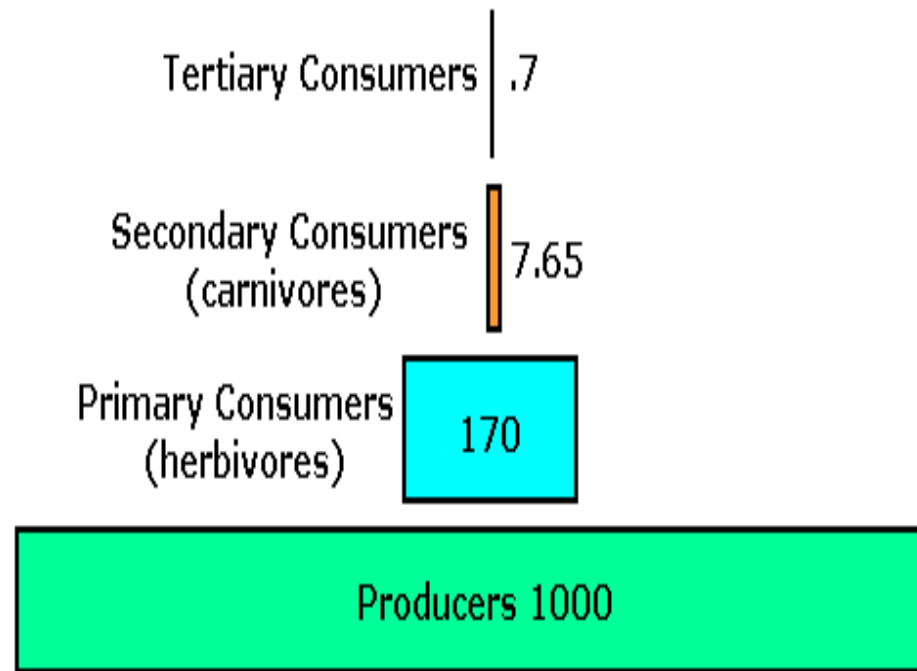 Tertiary Consumers .7
Secondary Consumers
(carnivores)
7.65
Primary Consumers
(herbivores)
170
Producers 1000